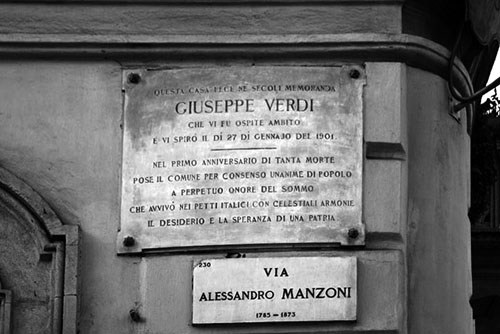 QUESTA CASA FECE NE SECOLI MEMORANDA
GIUSEPPE VERDI
CHE VI FU OSPITE AMBITO
E VI SPIRÒ IL DÌ 27 DI GENNAJO DEL 1901.
NEL PRIMO ANNIVERSARIO DI TANTA MORTE
POSE IL COMUNE PER CONSENSO UNANIME DI POPOLO
A PERPETUO ONORE DEL SOMMO
CHE AVVIVÒ NEI PETTI ITALICI CON CELESTIALI ARMONIE
IL DESIDERIO E LA SPERANZA DI UNA PATRIA
230
VIA
ALESSANDRO MANZONI
1785 - 1873